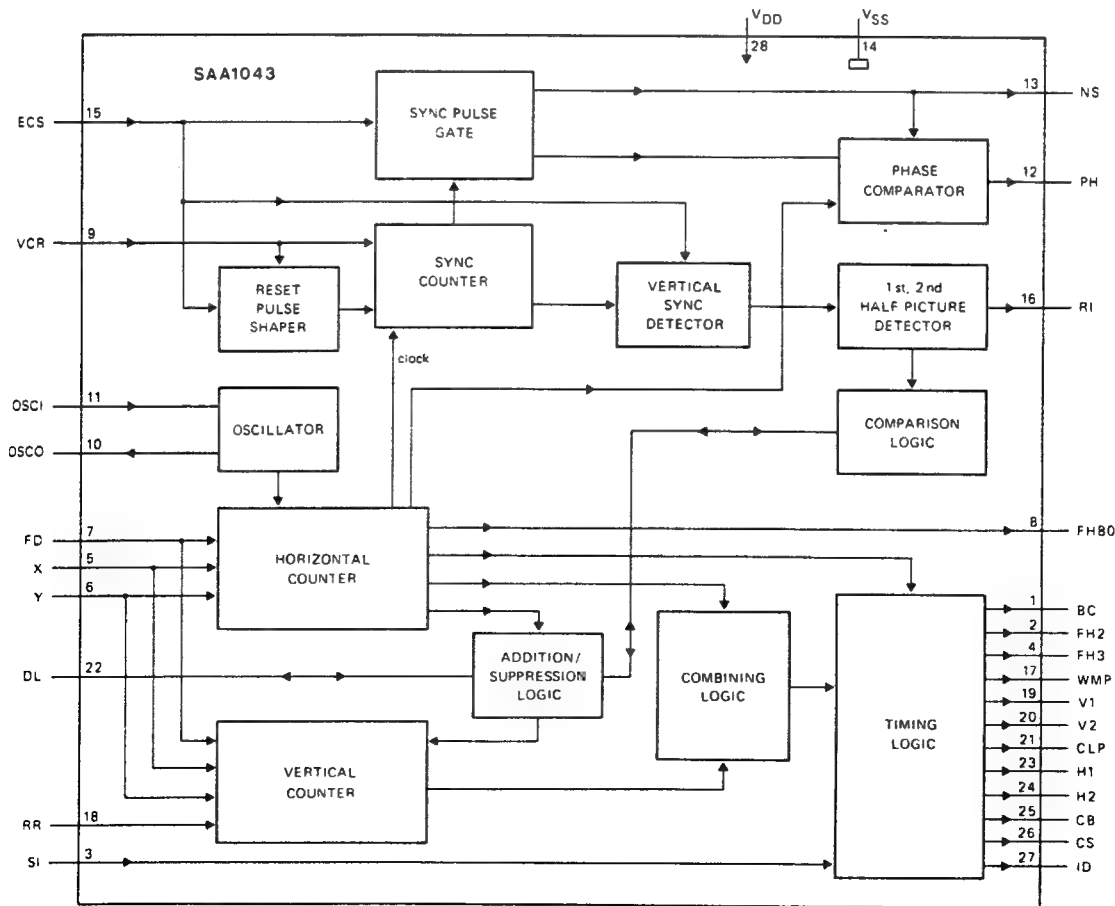 V_DD
V_SS
28
14
SAA1043
13
NS
ECS
15
SYNC PULSE
GATE
PHASE
COMPARATOR
12
PH
VCR
9
SYNC
COUNTER
RESET
PULSE
SHAPER
VERTICAL
SYNC
DETECTOR
1st, 2nd
HALF PICTURE
DETECTOR
16
RI
clock
OSCI
11
OSCILLATOR
OSCO
10
COMPARISON
LOGIC
FD
7
X
5
Y
6
HORIZONTAL
COUNTER
8
FH80
DL
22
ADDITION/
SUPPRESSION
LOGIC
COMBINING
LOGIC
TIMING
LOGIC
VERTICAL
COUNTER
RR
18
SI
3
1
BC
2
FH2
4
FH3
17
WMP
19
V1
20
V2
21
CLP
23
H1
24
H2
25
CB
26
CS
27
ID